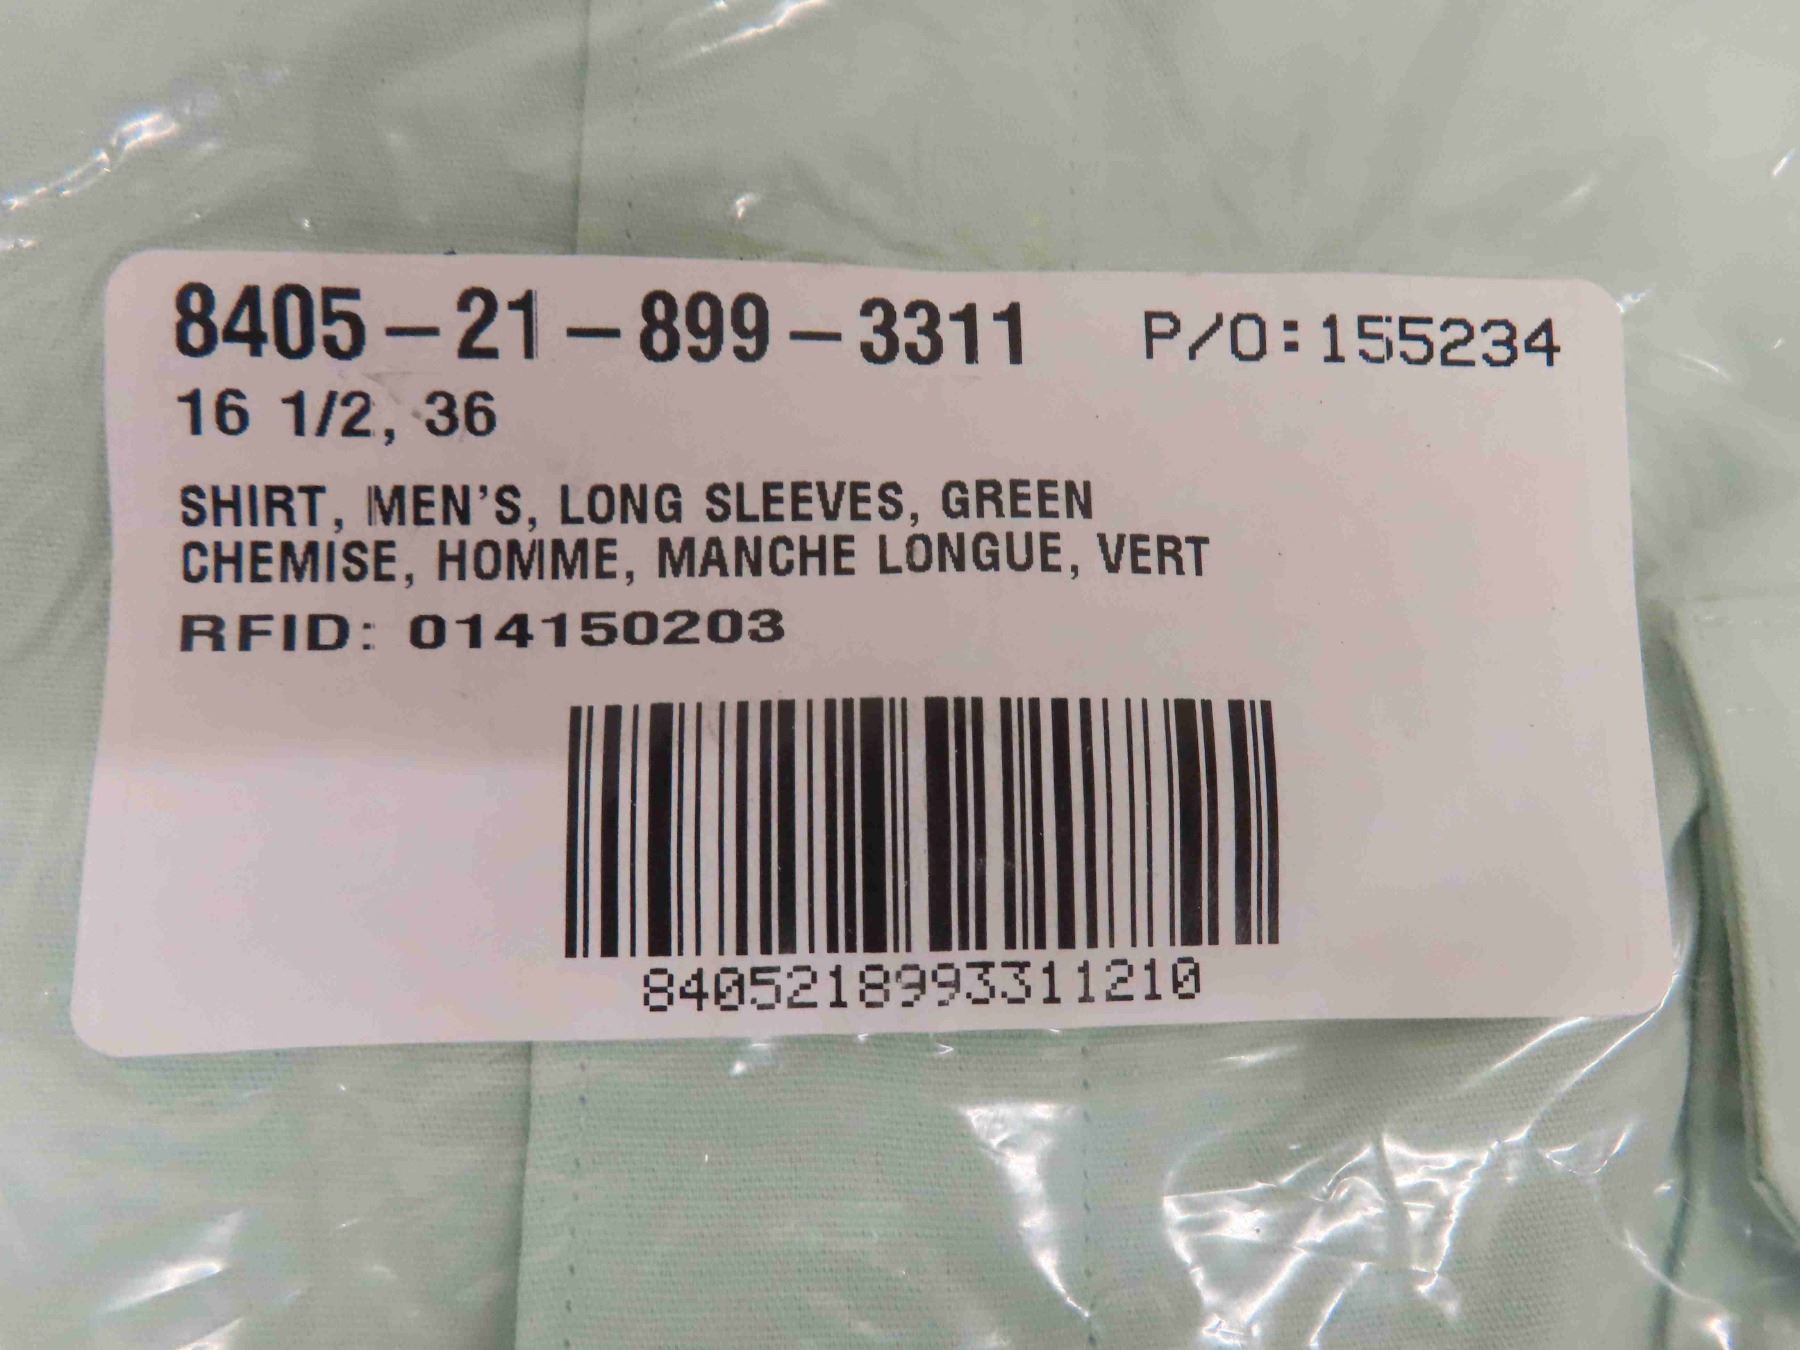 8405-21-899-3311 P/O:155234
16 1/2, 36
SHIRT, MEN'S, LONG SLEEVES, GREEN
CHEMISE, HOMME, MANCHE LONGUE, VERT
RFID: 014150203
8405218993311210